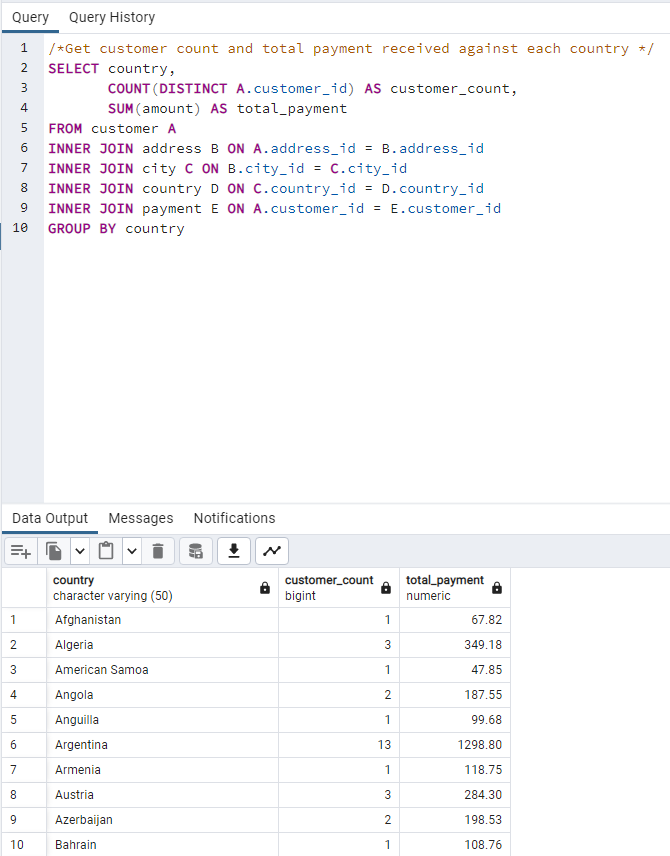 Query Query History
1 /*Get customer count and total payment received against each country */
2 SELECT country,
3 COUNT(DISTINCT A.customer_id) AS customer_count,
4 SUM(amount) AS total_payment
5 FROM customer A
6 INNER JOIN address B ON A.address_id = B.address_id
7 INNER JOIN city C ON B.city_id = C.city_id
8 INNER JOIN country D ON C.country_id = D.country_id
9 INNER JOIN payment E ON A.customer_id = E.customer_id
10 GROUP BY country
Data Output Messages Notifications
country customer_count total_payment
character varying (50) bigint numeric
1 Afghanistan 1 67.82
2 Algeria 3 349.18
3 American Samoa 1 47.85
4 Angola 2 187.55
5 Anguilla 1 99.68
6 Argentina 13 1298.80
7 Armenia 1 118.75
8 Austria 3 284.30
9 Azerbaijan 2 198.53
10 Bahrain 1 108.76